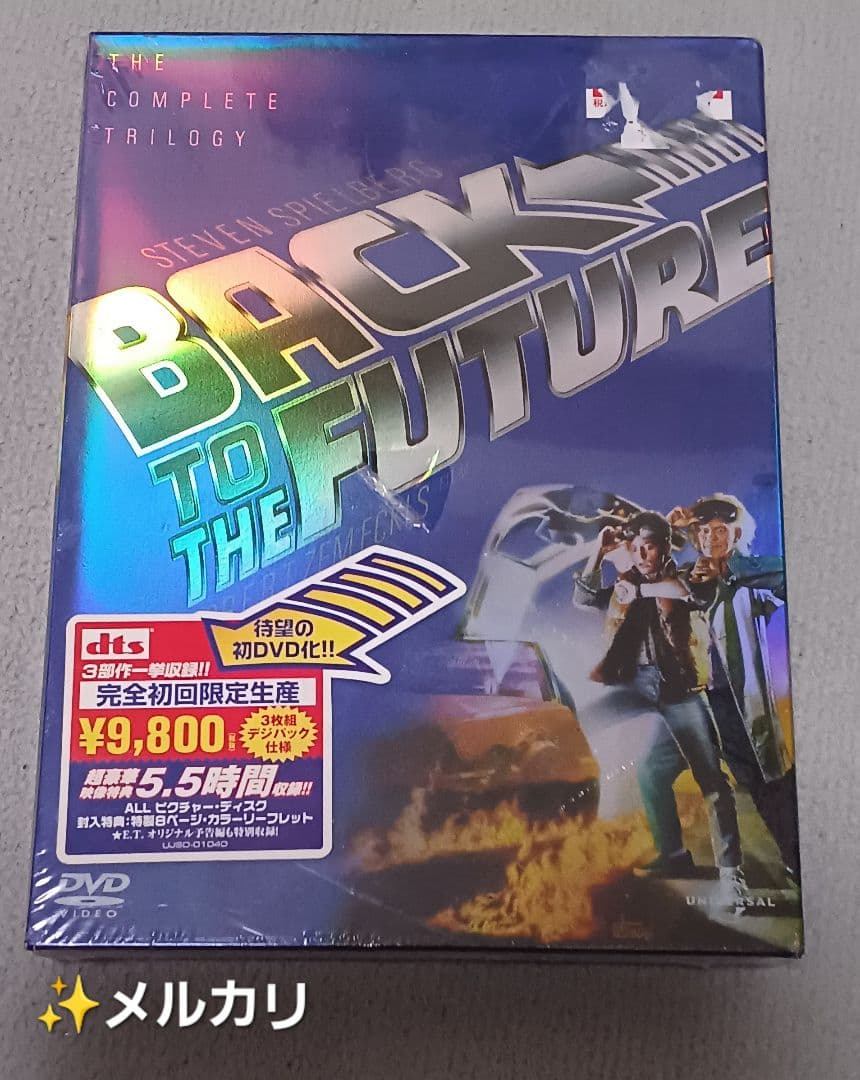 THE
COMPLETE
TRILOGY
税
STEVEN SPIELBERG
BACK
TO
THE
FUTURE
ZEMECKIS
待望の
初DVD化!!
dts
3部作一挙収録!!
完全初回限定生産
¥9,800(税抜)
3枚組
デジパック
仕様
超豪華
映像特典5.5時間収録!!
ALL ピクチャー・ディスク
封入特典:特製8ページ・カラーリーフレット
★E.T. オリジナル予告編も特別収録!
UJSD-01040
DVD
VIDEO
UNIVERSAL
✨メルカリ